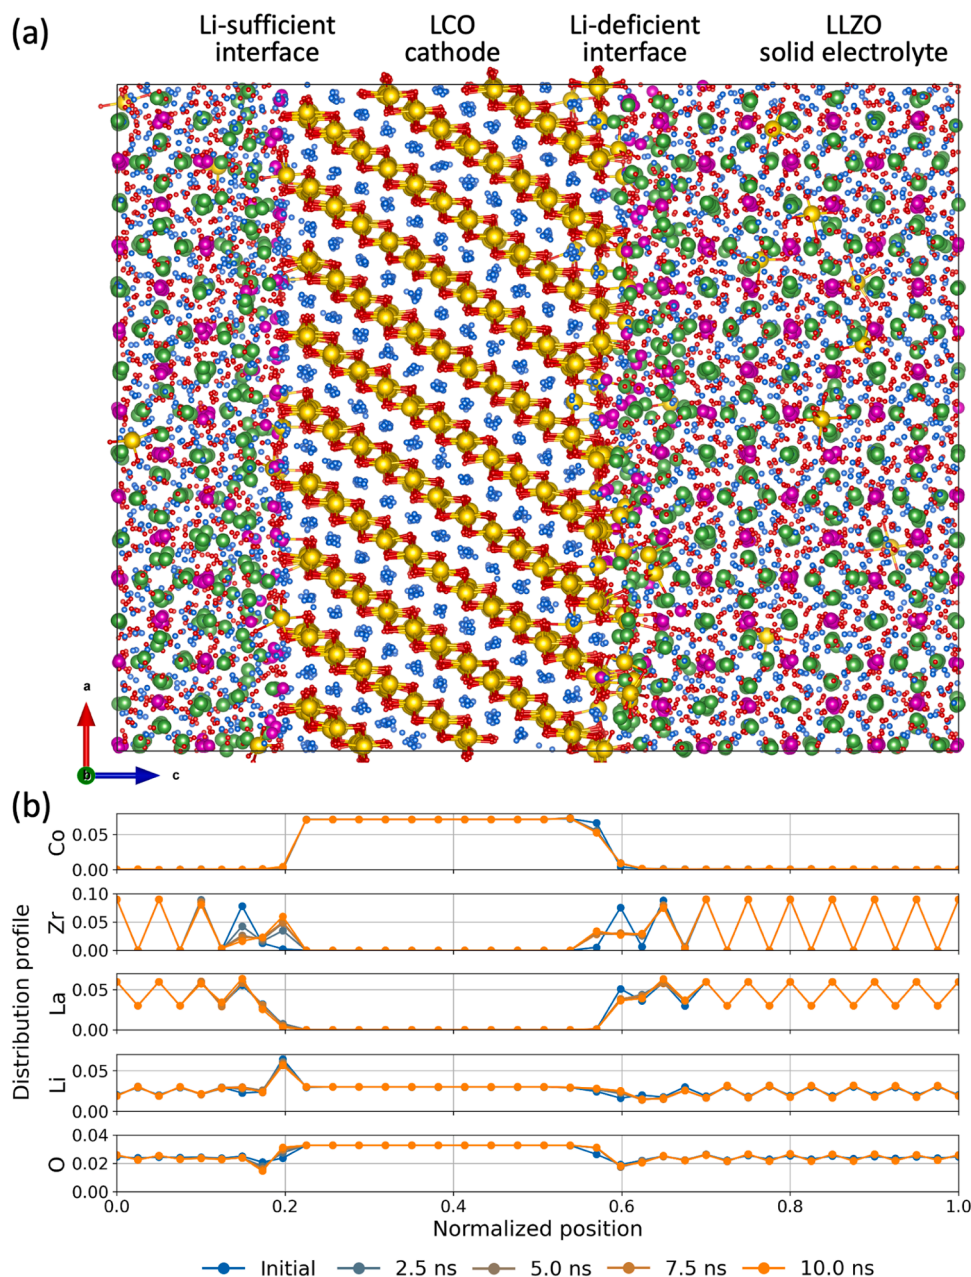 (a)
Li-sufficient interface
LCO cathode
Li-deficient interface
LLZO solid electrolyte
a
b
c
(b)
Distribution profile
Co
0.05
0.00
Zr
0.10
0.05
0.00
La
0.05
0.00
Li
0.05
0.00
O
0.04
0.02
0.00
0.0 0.2 0.4 0.6 0.8 1.0
Normalized position
Initial 2.5 ns 5.0 ns 7.5 ns 10.0 ns